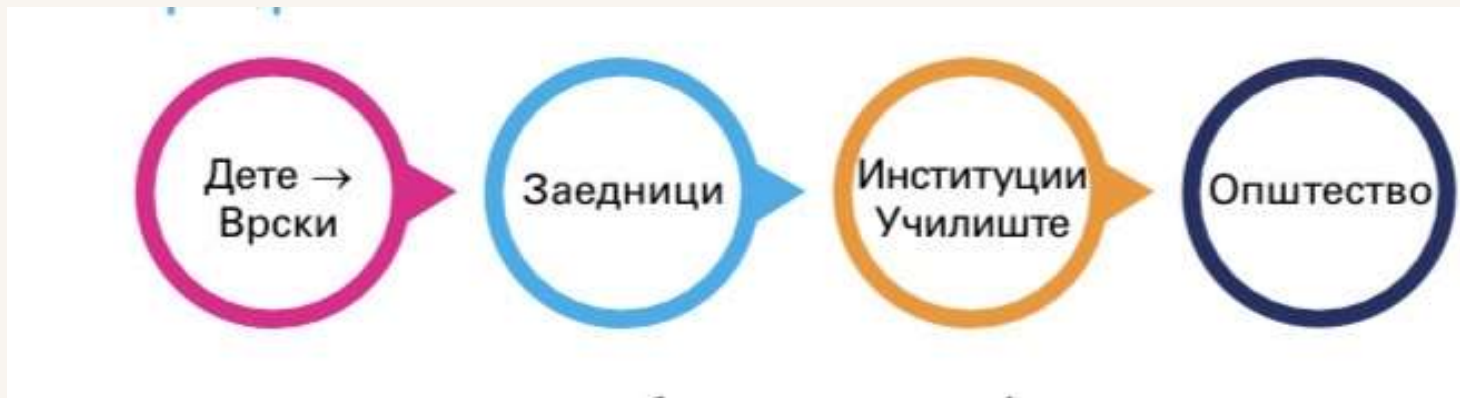 Дете →
Врски
Заедници
Институции
Училиште
Општество